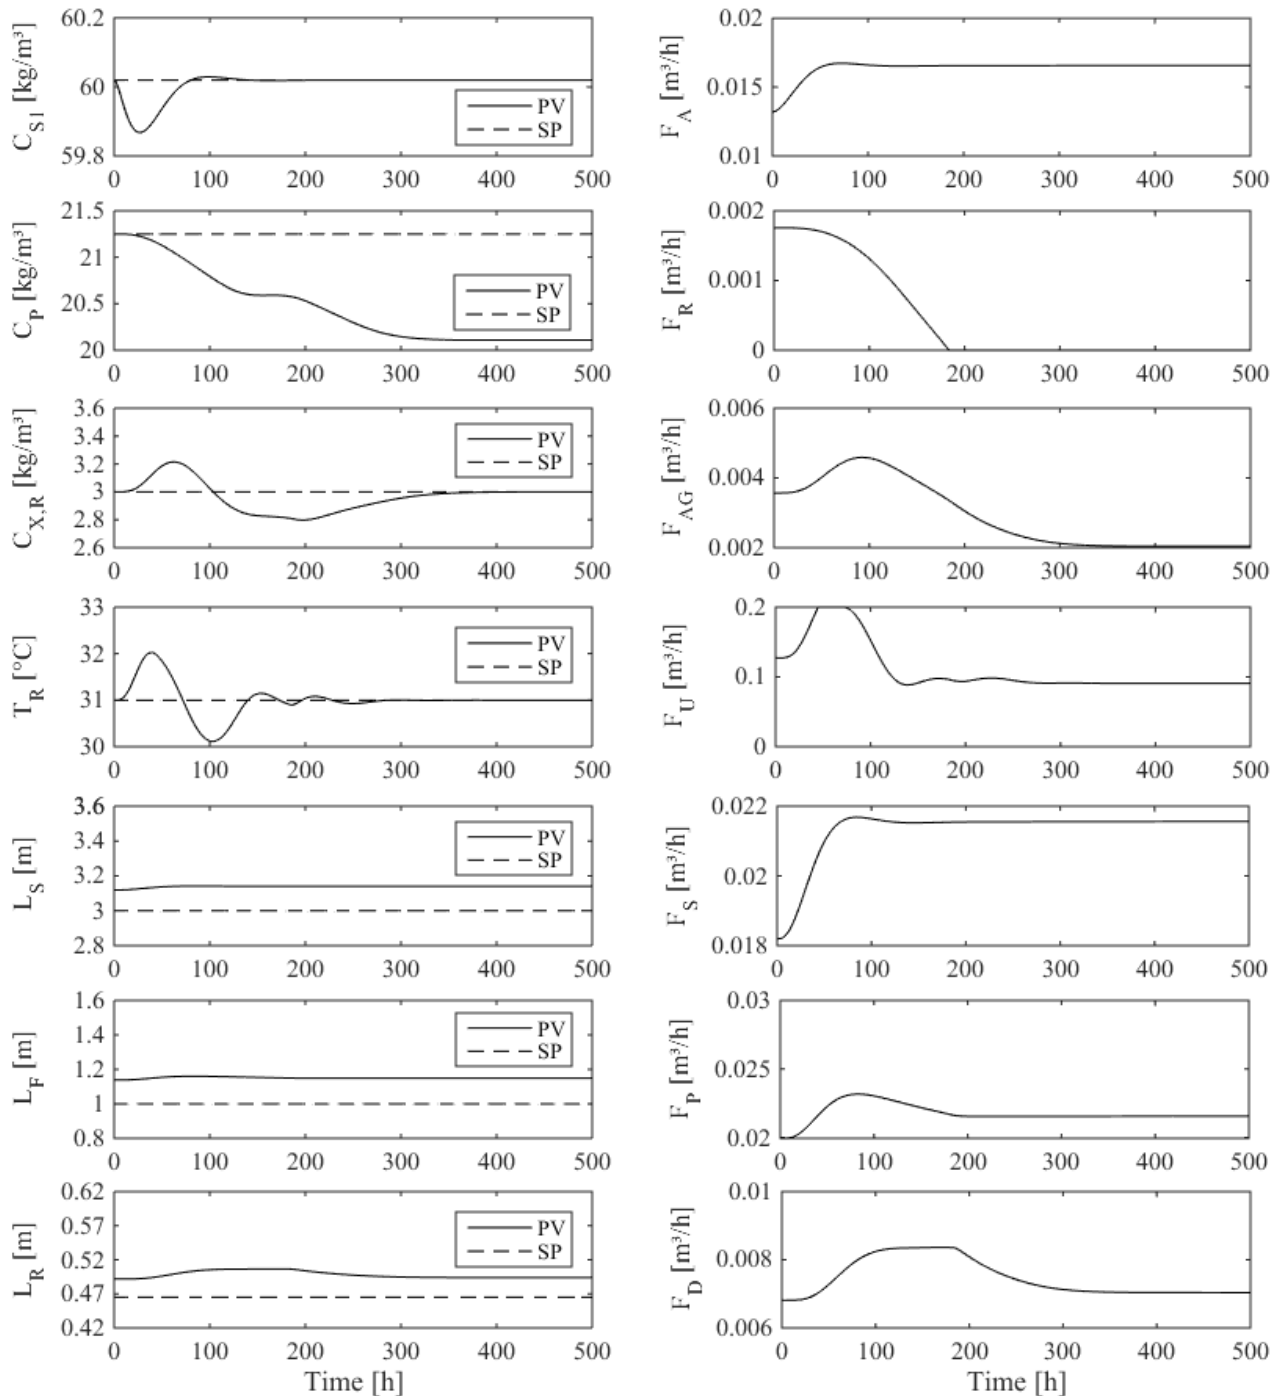 C_S1 [kg/m³]
60.2
60
59.8
PV
SP
0 100 200 300 400 500
F_A [m³/h]
0.02
0.015
0.01
0 100 200 300 400 500
C_P [kg/m³]
21.5
21
20.5
20
PV
SP
0 100 200 300 400 500
F_R [m³/h]
0.002
0.001
0
0 100 200 300 400 500
C_X,R [kg/m³]
3.6
3.4
3.2
3
2.8
2.6
PV
SP
0 100 200 300 400 500
F_AG [m³/h]
0.006
0.004
0.002
0 100 200 300 400 500
T_R [°C]
33
32
31
30
PV
SP
0 100 200 300 400 500
F_U [m³/h]
0.2
0.1
0
0 100 200 300 400 500
L_S [m]
3.6
3.4
3.2
3
2.8
PV
SP
0 100 200 300 400 500
F_S [m³/h]
0.022
0.02
0.018
0 100 200 300 400 500
L_F [m]
1.6
1.4
1.2
1
0.8
PV
SP
0 100 200 300 400 500
F_P [m³/h]
0.03
0.025
0.02
0 100 200 300 400 500
L_R [m]
0.62
0.57
0.52
0.47
0.42
PV
SP
0 100 200 300 400 500
Time [h]
F_D [m³/h]
0.01
0.008
0.006
0 100 200 300 400 500
Time [h]